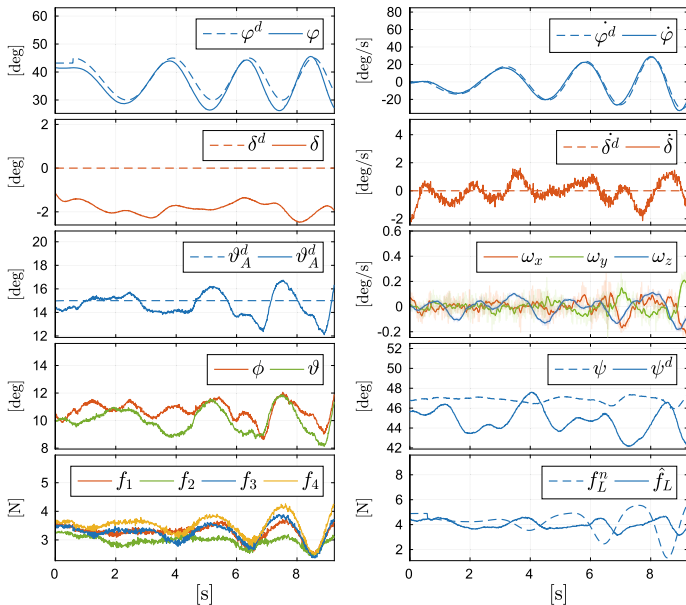 60
50
40
30
[deg]
φ^d φ
80
60
40
20
0
-20
[deg/s]
φ̇^d φ̇
2
0
-2
[deg]
δ^d δ
4
2
0
-2
[deg/s]
δ̇^d δ̇
20
18
16
14
12
[deg]
ϑ_A^d ϑ_A^d
0.6
0.4
0.2
0
-0.2
[deg/s]
ω_x ω_y ω_z
14
12
10
8
[deg]
ϕ ϑ
52
50
48
46
44
42
[deg]
ψ ψ^d
5
4
3
[N]
f_1 f_2 f_3 f_4
0 2 4 6 8
[s]
10
8
6
4
2
[N]
f_L^n f̂_L
0 2 4 6 8
[s]